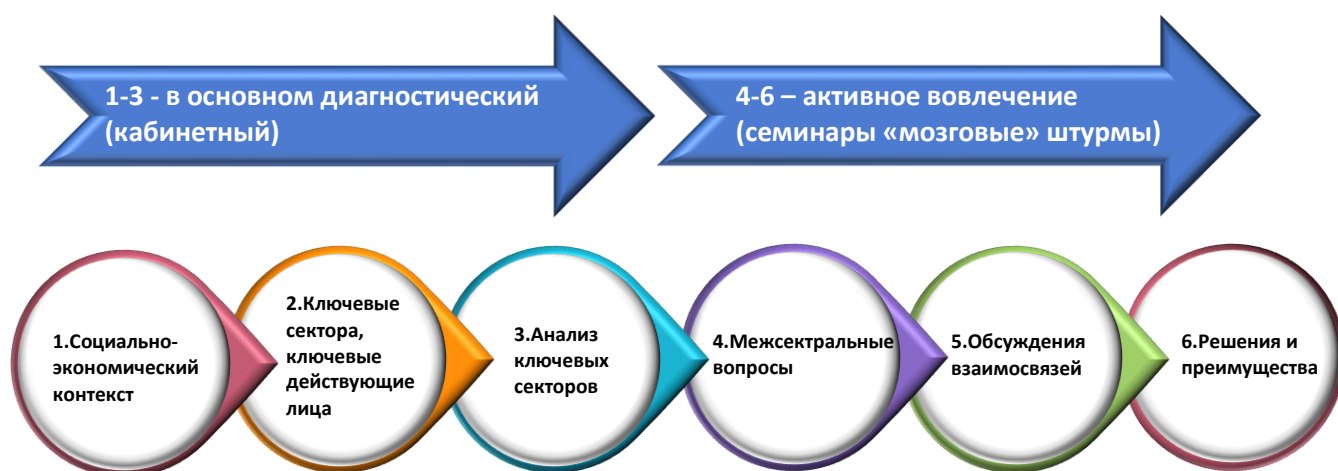 1-3 - в основном диагностический
(кабинетный)
4-6 – активное вовлечение
(семинары «мозговые» штурмы)
1.Социально-
экономический
контекст
2.Ключевые
сектора,
ключевые
действующие
лица
3.Анализ
ключевых
секторов
4.Межсектральные
вопросы
5.Обсуждения
взаимосвязей
6.Решения и
преимущества